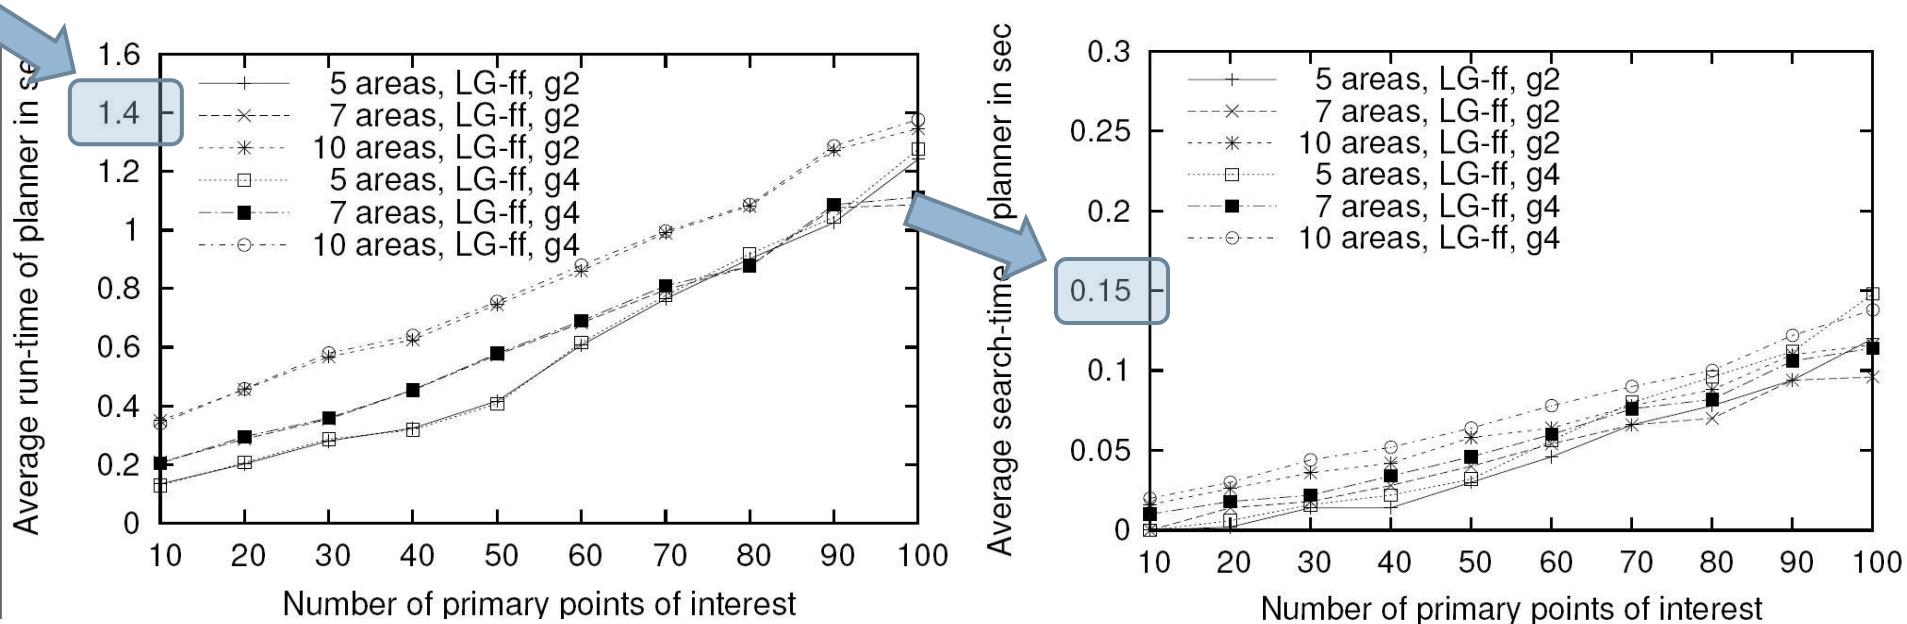 Average run-time of planner in se
1.6
1.4
1.2
1
0.8
0.6
0.4
0.2
0
5 areas, LG-ff, g2
7 areas, LG-ff, g2
10 areas, LG-ff, g2
5 areas, LG-ff, g4
7 areas, LG-ff, g4
10 areas, LG-ff, g4
10 20 30 40 50 60 70 80 90 100
Number of primary points of interest
Average search-time planner in sec
0.3
0.25
0.2
0.15
0.1
0.05
0
5 areas, LG-ff, g2
7 areas, LG-ff, g2
10 areas, LG-ff, g2
5 areas, LG-ff, g4
7 areas, LG-ff, g4
10 areas, LG-ff, g4
10 20 30 40 50 60 70 80 90 100
Number of primary points of interest